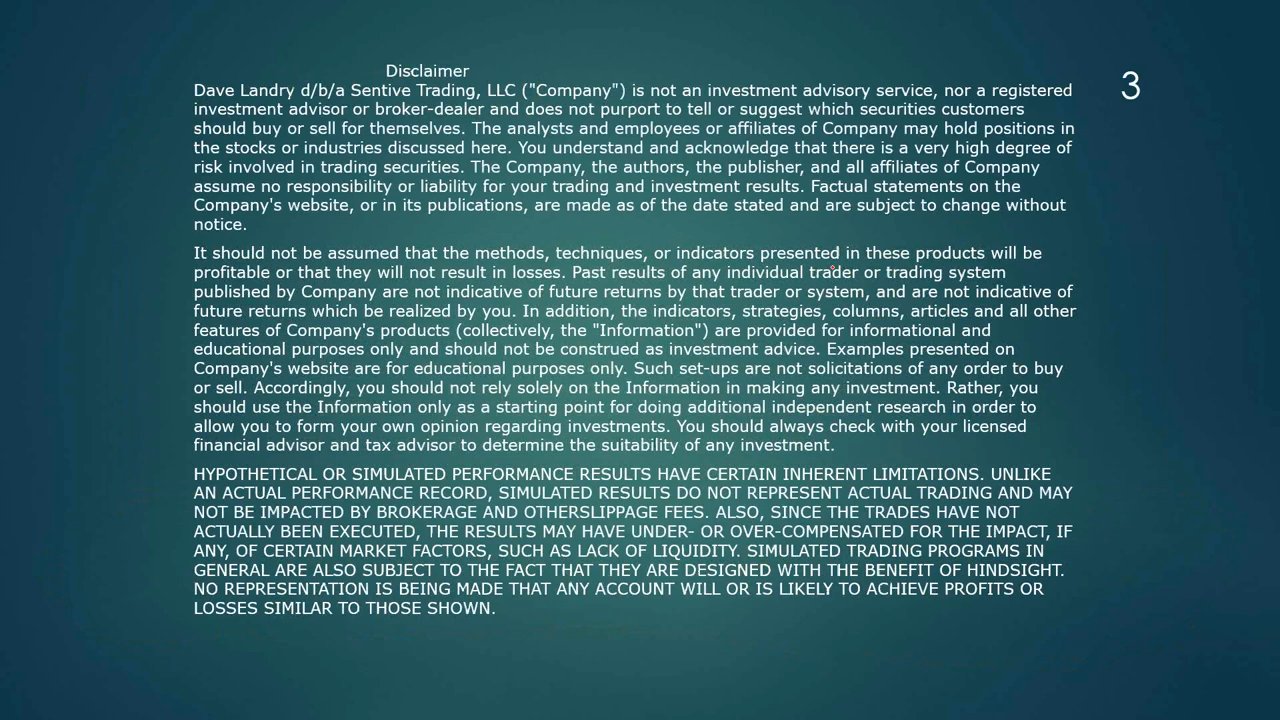 Disclaimer
3
Dave Landry d/b/a Sentive Trading, LLC ("Company") is not an investment advisory service, nor a registered
investment advisor or broker-dealer and does not purport to tell or suggest which securities customers
should buy or sell for themselves. The analysts and employees or affiliates of Company may hold positions in
the stocks or industries discussed here. You understand and acknowledge that there is a very high degree of
risk involved in trading securities. The Company, the authors, the publisher, and all affiliates of Company
assume no responsibility or liability for your trading and investment results. Factual statements on the
Company's website, or in its publications, are made as of the date stated and are subject to change without
notice.
It should not be assumed that the methods, techniques, or indicators presented in these products will be
profitable or that they will not result in losses. Past results of any individual trader or trading system
published by Company are not indicative of future returns by that trader or system, and are not indicative of
future returns which be realized by you. In addition, the indicators, strategies, columns, articles and all other
features of Company's products (collectively, the "Information") are provided for informational and
educational purposes only and should not be construed as investment advice. Examples presented on
Company's website are for educational purposes only. Such set-ups are not solicitations of any order to buy
or sell. Accordingly, you should not rely solely on the Information in making any investment. Rather, you
should use the Information only as a starting point for doing additional independent research in order to
allow you to form your own opinion regarding investments. You should always check with your licensed
financial advisor and tax advisor to determine the suitability of any investment.
HYPOTHETICAL OR SIMULATED PERFORMANCE RESULTS HAVE CERTAIN INHERENT LIMITATIONS. UNLIKE
AN ACTUAL PERFORMANCE RECORD, SIMULATED RESULTS DO NOT REPRESENT ACTUAL TRADING AND MAY
NOT BE IMPACTED BY BROKERAGE AND OTHERSLIPPAGE FEES. ALSO, SINCE THE TRADES HAVE NOT
ACTUALLY BEEN EXECUTED, THE RESULTS MAY HAVE UNDER- OR OVER-COMPENSATED FOR THE IMPACT, IF
ANY, OF CERTAIN MARKET FACTORS, SUCH AS LACK OF LIQUIDITY. SIMULATED TRADING PROGRAMS IN
GENERAL ARE ALSO SUBJECT TO THE FACT THAT THEY ARE DESIGNED WITH THE BENEFIT OF HINDSIGHT.
NO REPRESENTATION IS BEING MADE THAT ANY ACCOUNT WILL OR IS LIKELY TO ACHIEVE PROFITS OR
LOSSES SIMILAR TO THOSE SHOWN.